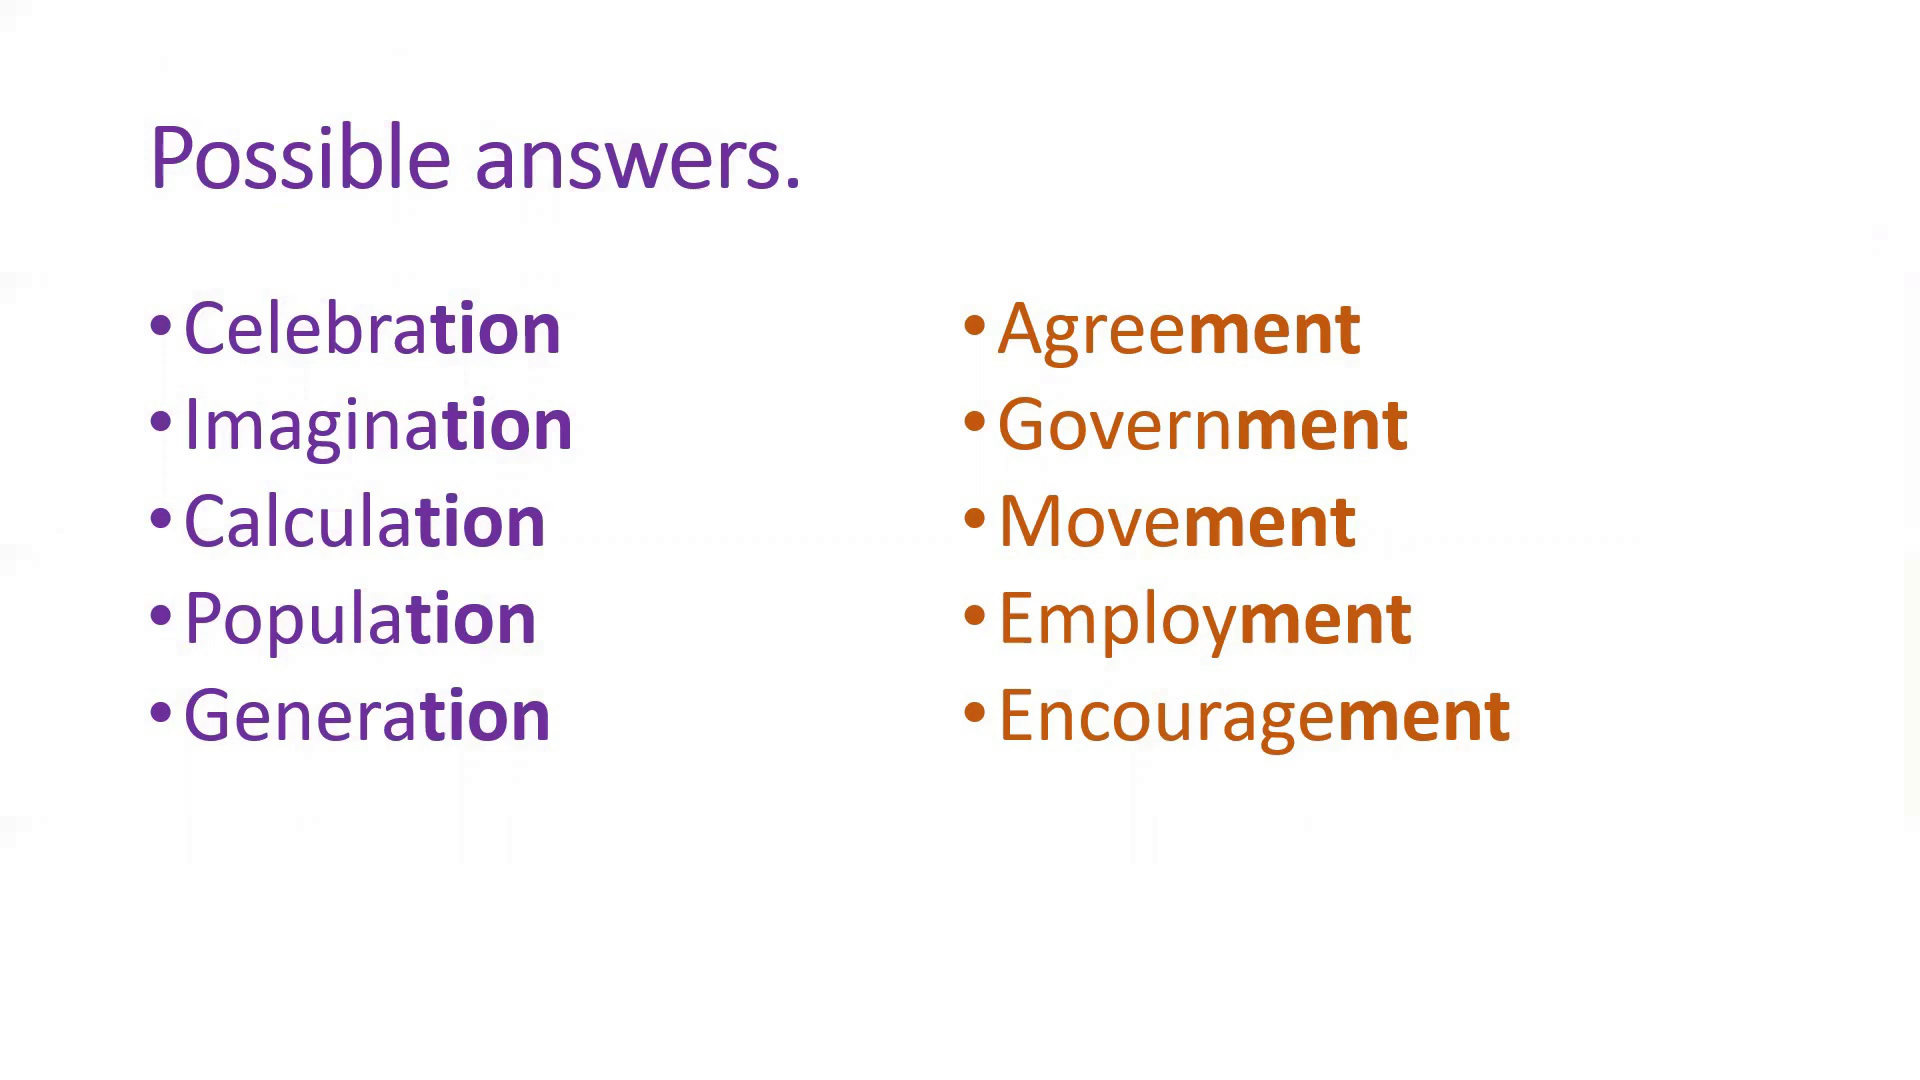 Possible answers.
•Celebration
•Imagination
•Calculation
•Population
•Generation
•Agreement
•Government
•Movement
•Employment
•Encouragement